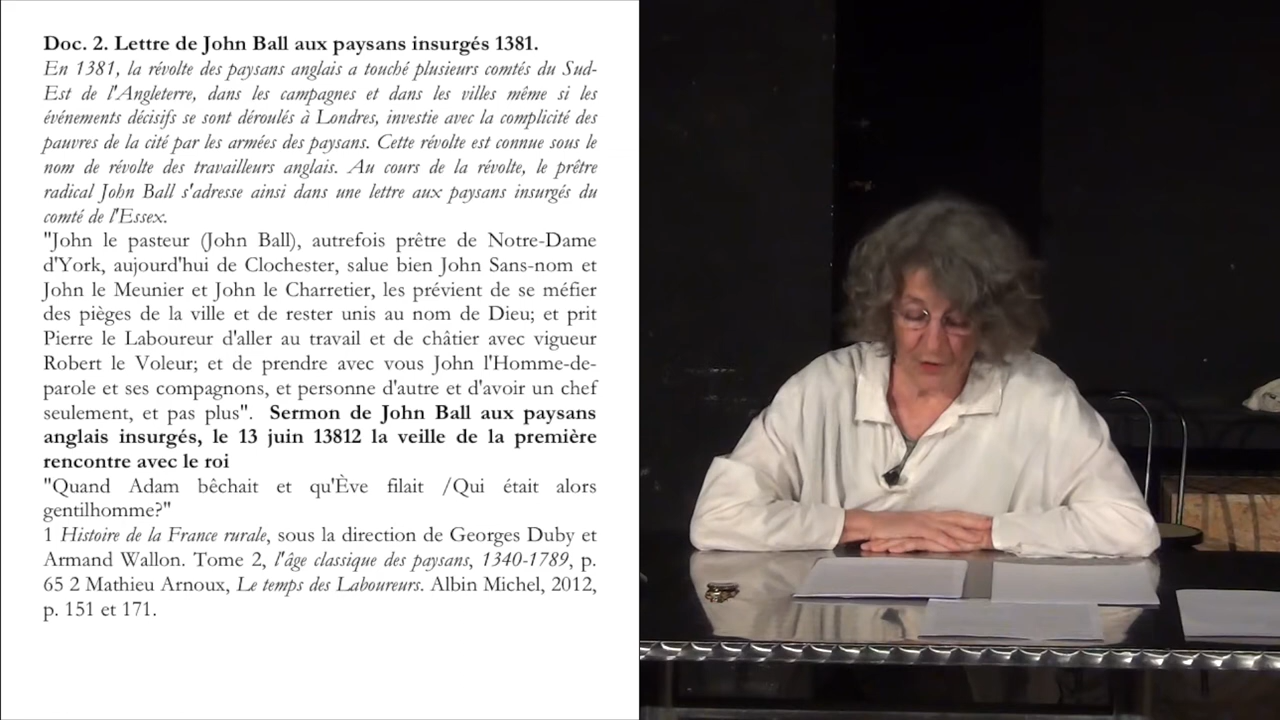 Doc. 2. Lettre de John Ball aux paysans insurgés 1381.
En 1381, la révolte des paysans anglais a touché plusieurs comtés du Sud-
Est de l'Angleterre, dans les campagnes et dans les villes même si les
événements décisifs se sont déroulés à Londres, investie avec la complicité des
pauvres de la cité par les armées des paysans. Cette révolte est connue sous le
nom de révolte des travailleurs anglais. Au cours de la révolte, le prêtre
radical John Ball s'adresse ainsi dans une lettre aux paysans insurgés du
comté de l'Essex.
"John le pasteur (John Ball), autrefois prêtre de Notre-Dame
d'York, aujourd'hui de Clochester, salue bien John Sans-nom et
John le Meunier et John le Charretier, les prévient de se méfier
des pièges de la ville et de rester unis au nom de Dieu; et prit
Pierre le Laboureur d'aller au travail et de châtier avec vigueur
Robert le Voleur; et de prendre avec vous John l'Homme-de-
parole et ses compagnons, et personne d'autre et d'avoir un chef
seulement, et pas plus". Sermon de John Ball aux paysans
anglais insurgés, le 13 juin 13812 la veille de la première
rencontre avec le roi
"Quand Adam bêchait et qu'Ève filait /Qui était alors
gentilhomme?"
1 Histoire de la France rurale, sous la direction de Georges Duby et
Armand Wallon. Tome 2, l'âge classique des paysans, 1340-1789, p.
65 2 Mathieu Arnoux, Le temps des Laboureurs. Albin Michel, 2012,
p. 151 et 171.